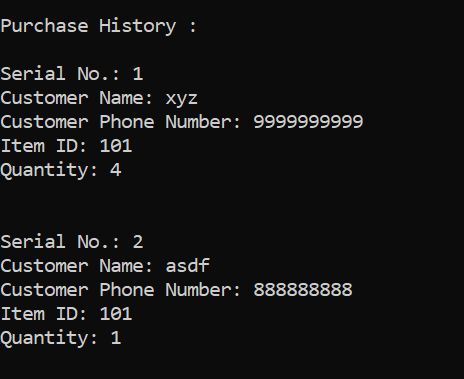 Purchase History :
Serial No.: 1
Customer Name: xyz
Customer Phone Number: 9999999999
Item ID: 101
Quantity: 4
Serial No.: 2
Customer Name: asdf
Customer Phone Number: 888888888
Item ID: 101
Quantity: 1